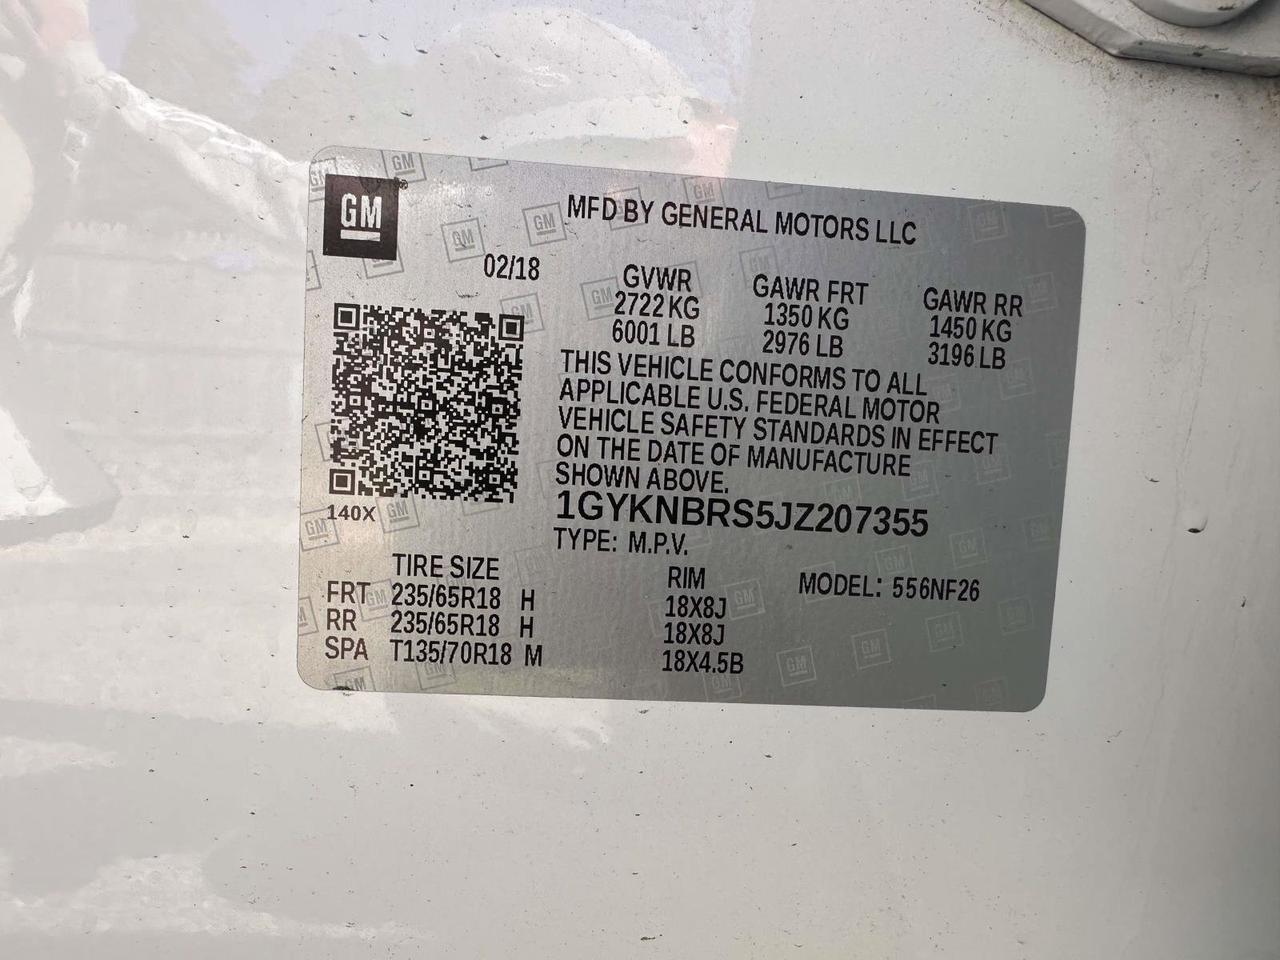 GM
MFD BY GENERAL MOTORS LLC
02/18
GVWR GAWR FRT GAWR RR
2722 KG 1350 KG 1450 KG
6001 LB 2976 LB 3196 LB
THIS VEHICLE CONFORMS TO ALL
APPLICABLE U.S. FEDERAL MOTOR
VEHICLE SAFETY STANDARDS IN EFFECT
ON THE DATE OF MANUFACTURE
SHOWN ABOVE.
1GYKNBRS5JZ207355
140X
TYPE: M.P.V.
TIRE SIZE RIM MODEL: 556NF26
FRT 235/65R18 H 18X8J
RR 235/65R18 H 18X8J
SPA T135/70R18 M 18X4.5B